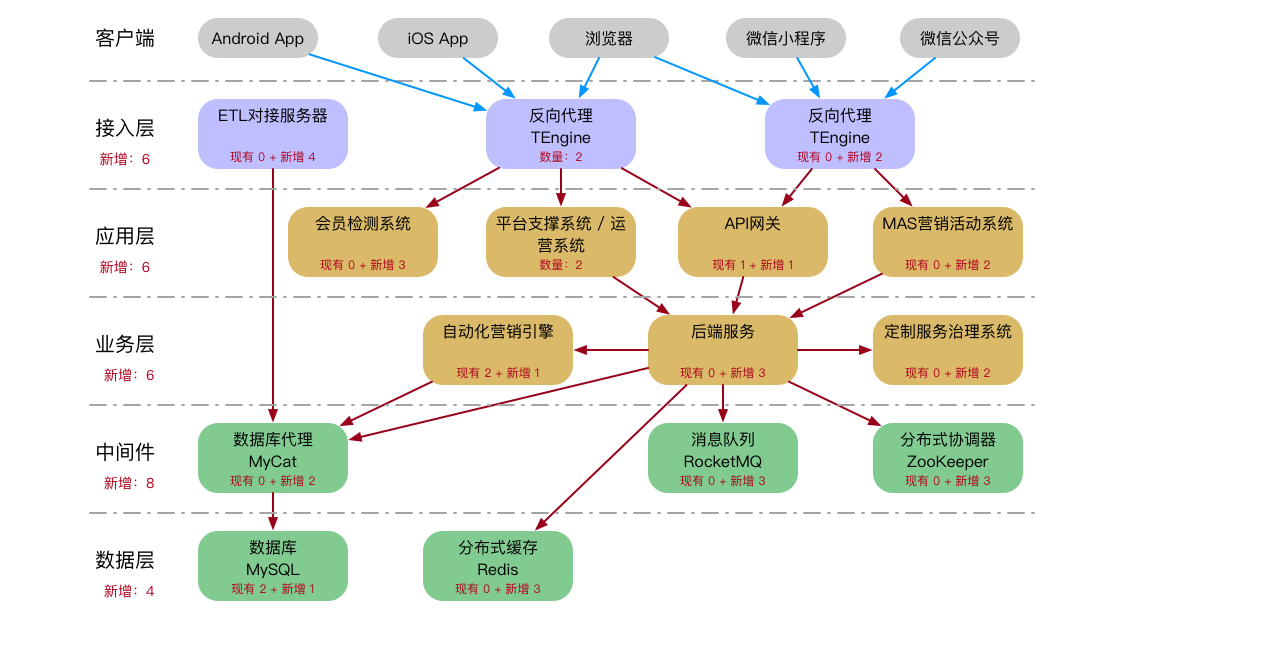 客户端
Android App
iOS App
浏览器
微信小程序
微信公众号
接入层
新增：6
ETL对接服务器
现有 0 + 新增 4
反向代理
TEngine
数量：2
反向代理
TEngine
现有 0 + 新增 2
应用层
新增：6
会员检测系统
现有 0 + 新增 3
平台支撑系统 / 运
营系统
数量：2
API网关
现有 1 + 新增 1
MAS营销活动系统
现有 0 + 新增 2
业务层
新增：6
自动化营销引擎
现有 2 + 新增 1
后端服务
现有 0 + 新增 3
定制服务治理系统
现有 0 + 新增 2
中间件
新增：8
数据库代理
MyCat
现有 0 + 新增 2
消息队列
RocketMQ
现有 0 + 新增 3
分布式协调器
ZooKeeper
现有 0 + 新增 3
数据层
新增：4
数据库
MySQL
现有 2 + 新增 1
分布式缓存
Redis
现有 0 + 新增 3